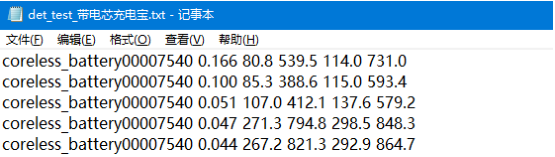 det_test_带电芯充电宝.txt - 记事本
文件(F) 编辑(E) 格式(O) 查看(V) 帮助(H)
coreless_battery00007540 0.166 80.8 539.5 114.0 731.0
coreless_battery00007540 0.100 85.3 388.6 115.0 593.4
coreless_battery00007540 0.051 107.0 412.1 137.6 579.2
coreless_battery00007540 0.047 271.3 794.8 298.5 848.3
coreless_battery00007540 0.044 267.2 821.3 292.9 864.7